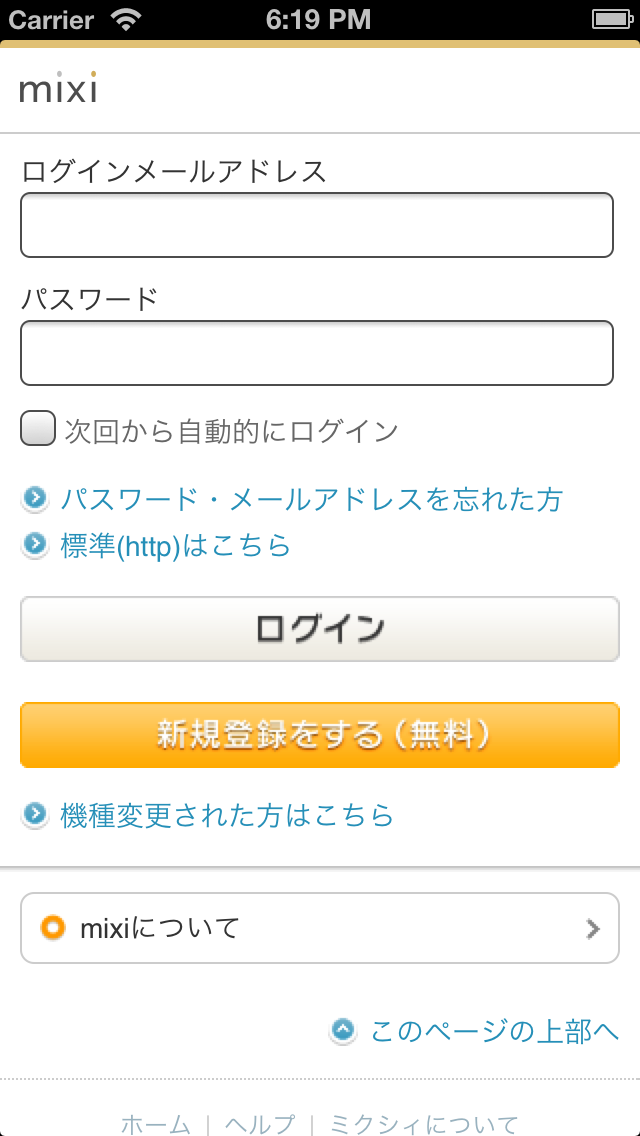 Carrier 6:19 PM
mixi
ログインメールアドレス
パスワード
次回から自動的にログイン
パスワード・メールアドレスを忘れた方
標準(http)はこちら
ログイン
新規登録をする（無料）
機種変更された方はこちら
mixiについて
このページの上部へ
ホーム | ヘルプ | ミクシィについて